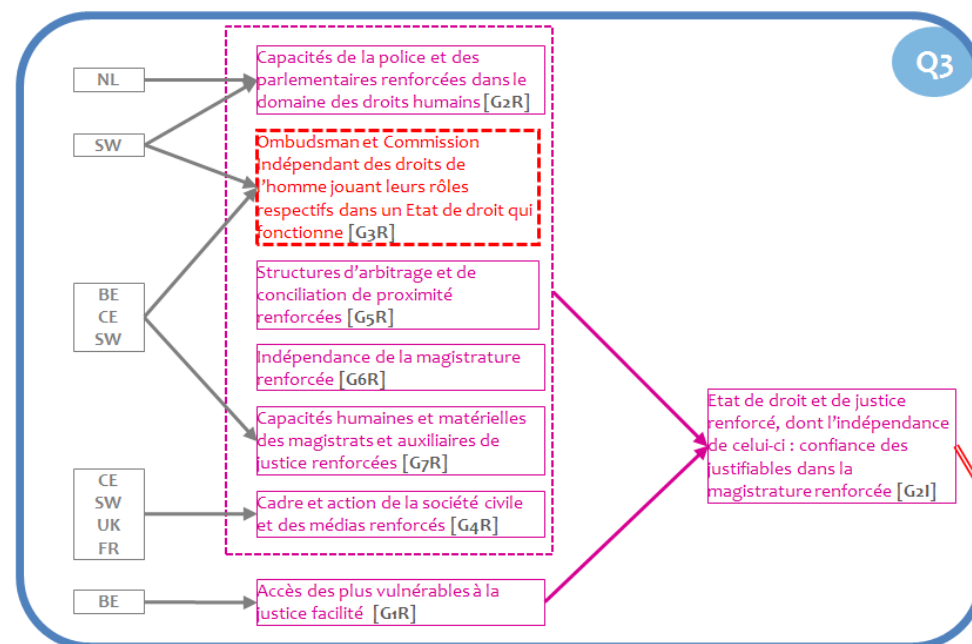 Q3
NL
Capacités de la police et des
parlementaires renforcées dans le
domaine des droits humains [G2R]
SW
Ombudsman et Commission
Indépendant des droits de
l'homme jouant leurs rôles
respectifs dans un Etat de droit qui
fonctionne [G3R]
BE
CE
SW
Structures d'arbitrage et de
conciliation de proximité
renforcées [G5R]
Indépendance de la magistrature
renforcée [G6R]
Capacités humaines et matérielles
des magistrats et auxiliaires de
justice renforcées [G7R]
CE
SW
UK
FR
Cadre et action de la société civile
et des médias renforcés [G4R]
BE
Accès des plus vulnérables à la
justice facilité [G1R]
Etat de droit et de justice
renforcé, dont l'indépendance
de celui-ci : confiance des
justifiables dans la
magistrature renforcée [G2I]